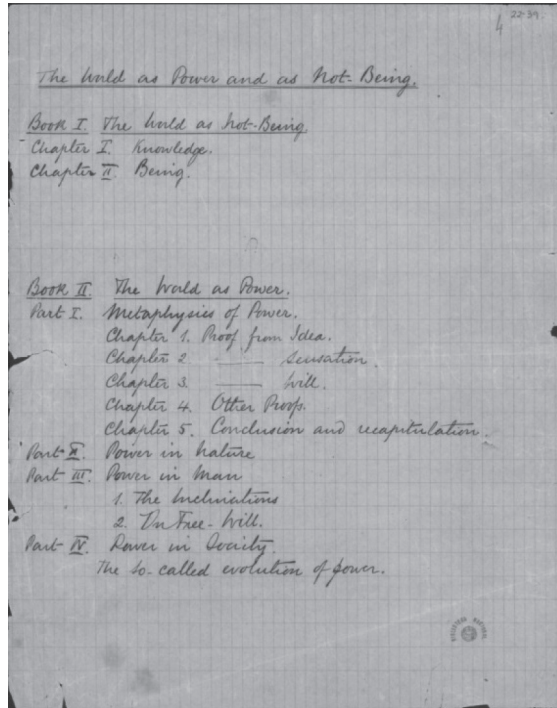 4 22-39.
The World as Power and as Not-Being.
Book I. The World as Not-Being
Chapter I. Knowledge.
Chapter II. Being.
Book II. The World as Power.
Part I. Metaphysics of Power.
Chapter 1. Proof from Idea.
Chapter 2 —— Sensation.
Chapter 3. —— Will.
Chapter 4. Other Proofs.
Chapter 5. Conclusion and recapitulation.
Part II. Power in Nature
Part III. Power in Man
1. The Inclinations
2. On Free-Will.
Part IV. Power in Society.
The so-called evolution of power.